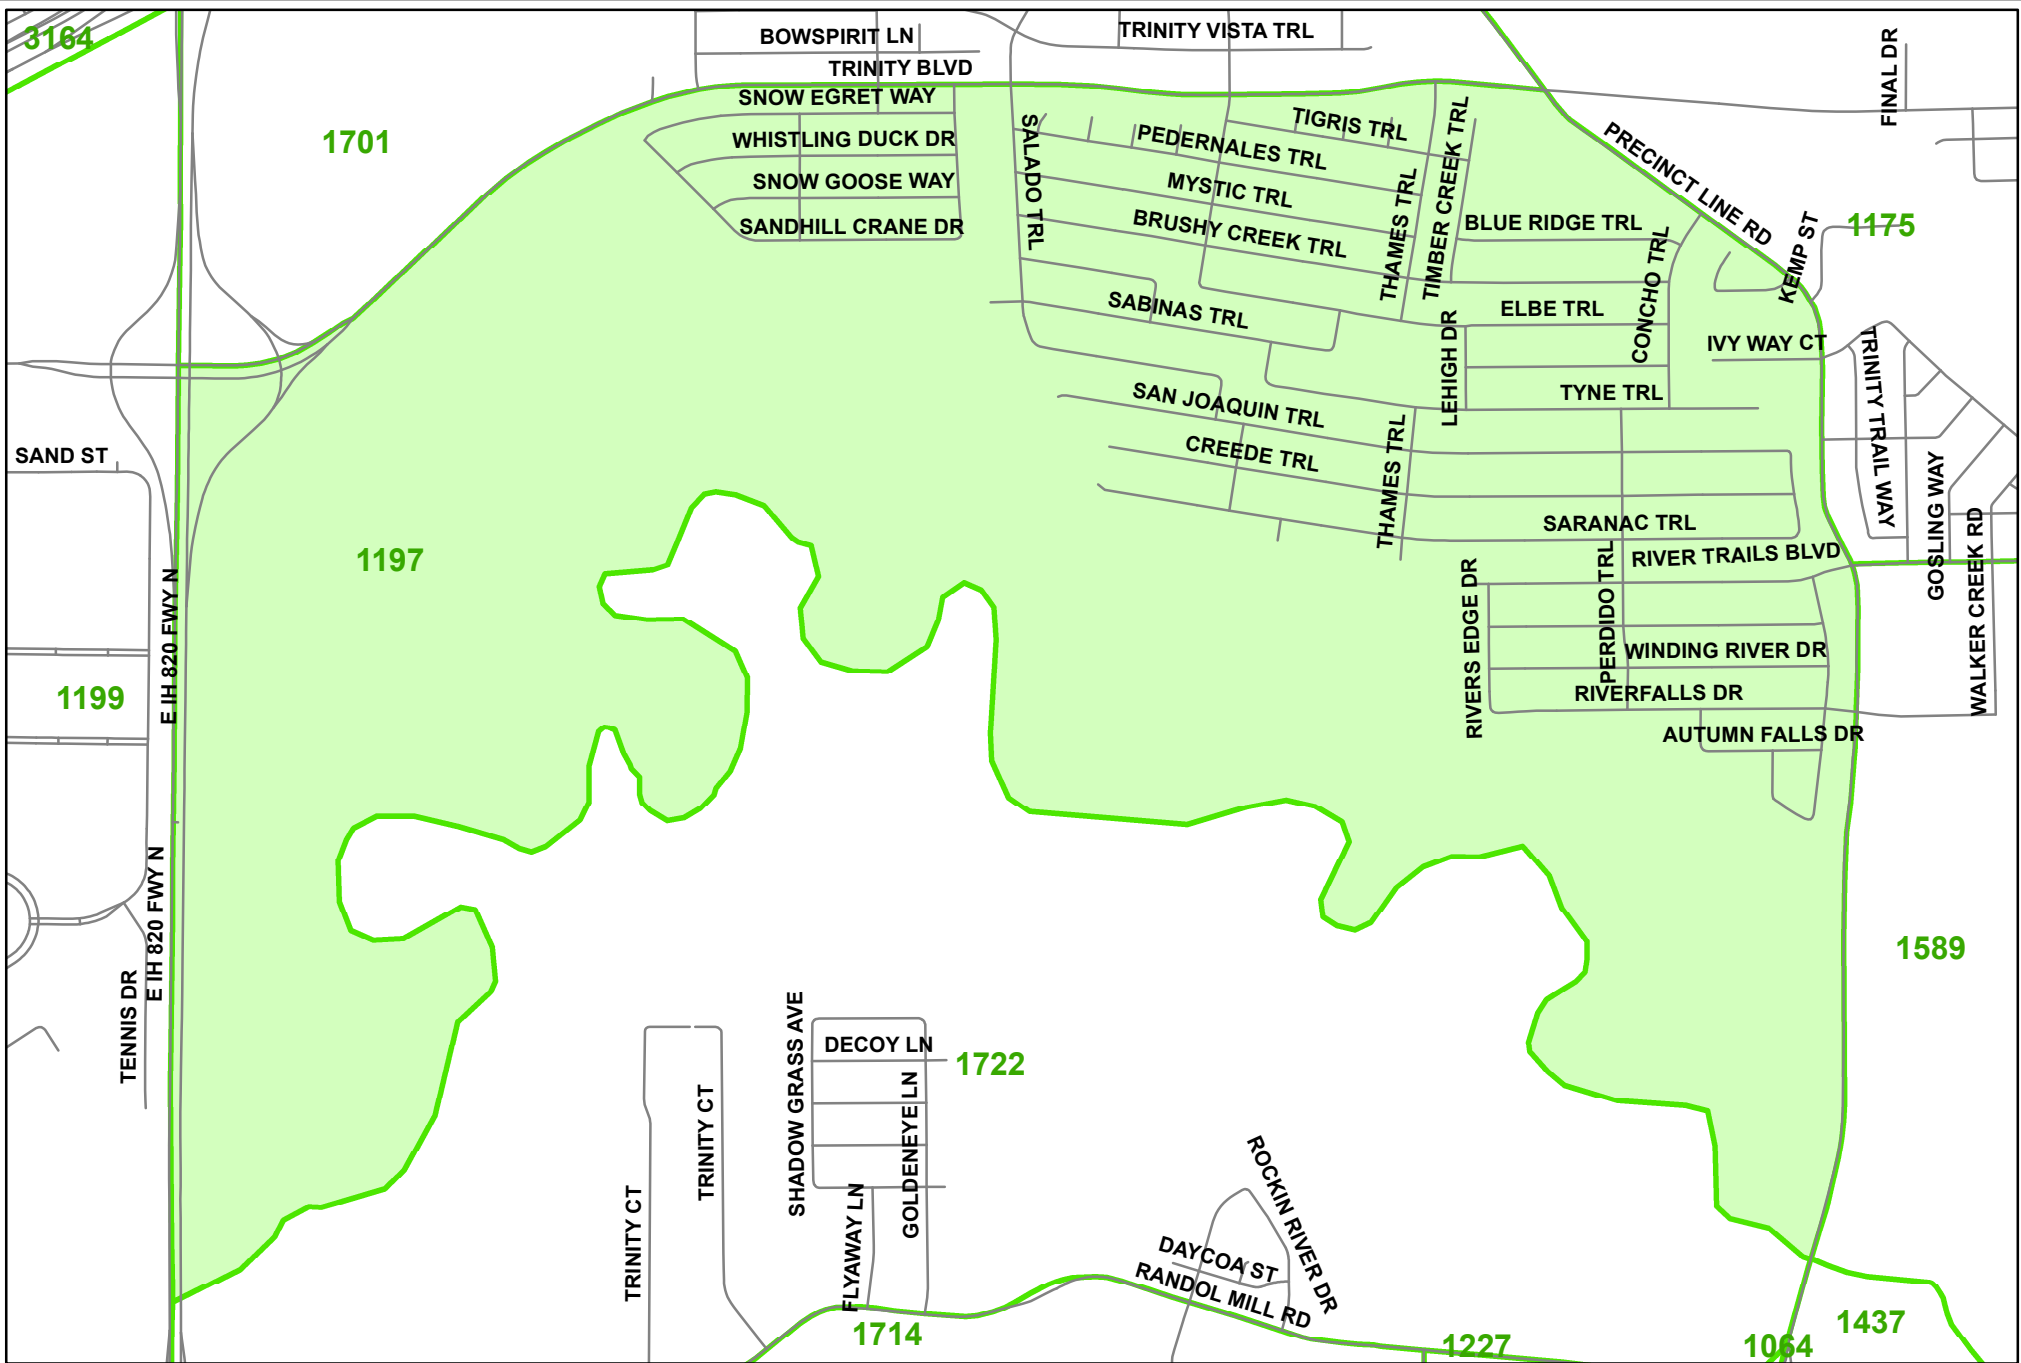 3164
BOWSPIRIT LN
TRINITY VISTA TRL
TRINITY BLVD
FINAL DR
SNOW EGRET WAY
1701
WHISTLING DUCK DR
SNOW GOOSE WAY
SANDHILL CRANE DR
SALADO TRL
TIGRIS TRL
PEDERNALES TRL
MYSTIC TRL
BRUSHY CREEK TRL
THAMES TRL
TIMBER CREEK TRL
BLUE RIDGE TRL
PRECINCT LINE RD
KEMP ST
1175
CONCHO TRL
SABINAS TRL
ELBE TRL
LEHIGH DR
IVY WAY CT
TRINITY TRAIL WAY
SAN JOAQUIN TRL
TYNE TRL
SAND ST
CREEDE TRL
THAMES TRL
GOSLING WAY
WALKER CREEK RD
SARANAC TRL
RIVER TRAILS BLVD
1197
E IH 820 FWY N
RIVERS EDGE DR
PERDIDO TRL
WINDING RIVER DR
RIVERFALLS DR
1199
AUTUMN FALLS DR
E IH 820 FWY N
TENNIS DR
1589
SHADOW GRASS AVE
DECOY LN
1722
GOLDENEYE LN
TRINITY CT
TRINITY CT
FLYAWAY LN
ROCKIN RIVER DR
DAYCOA ST
RANDOL MILL RD
1714
1227
1064
1437